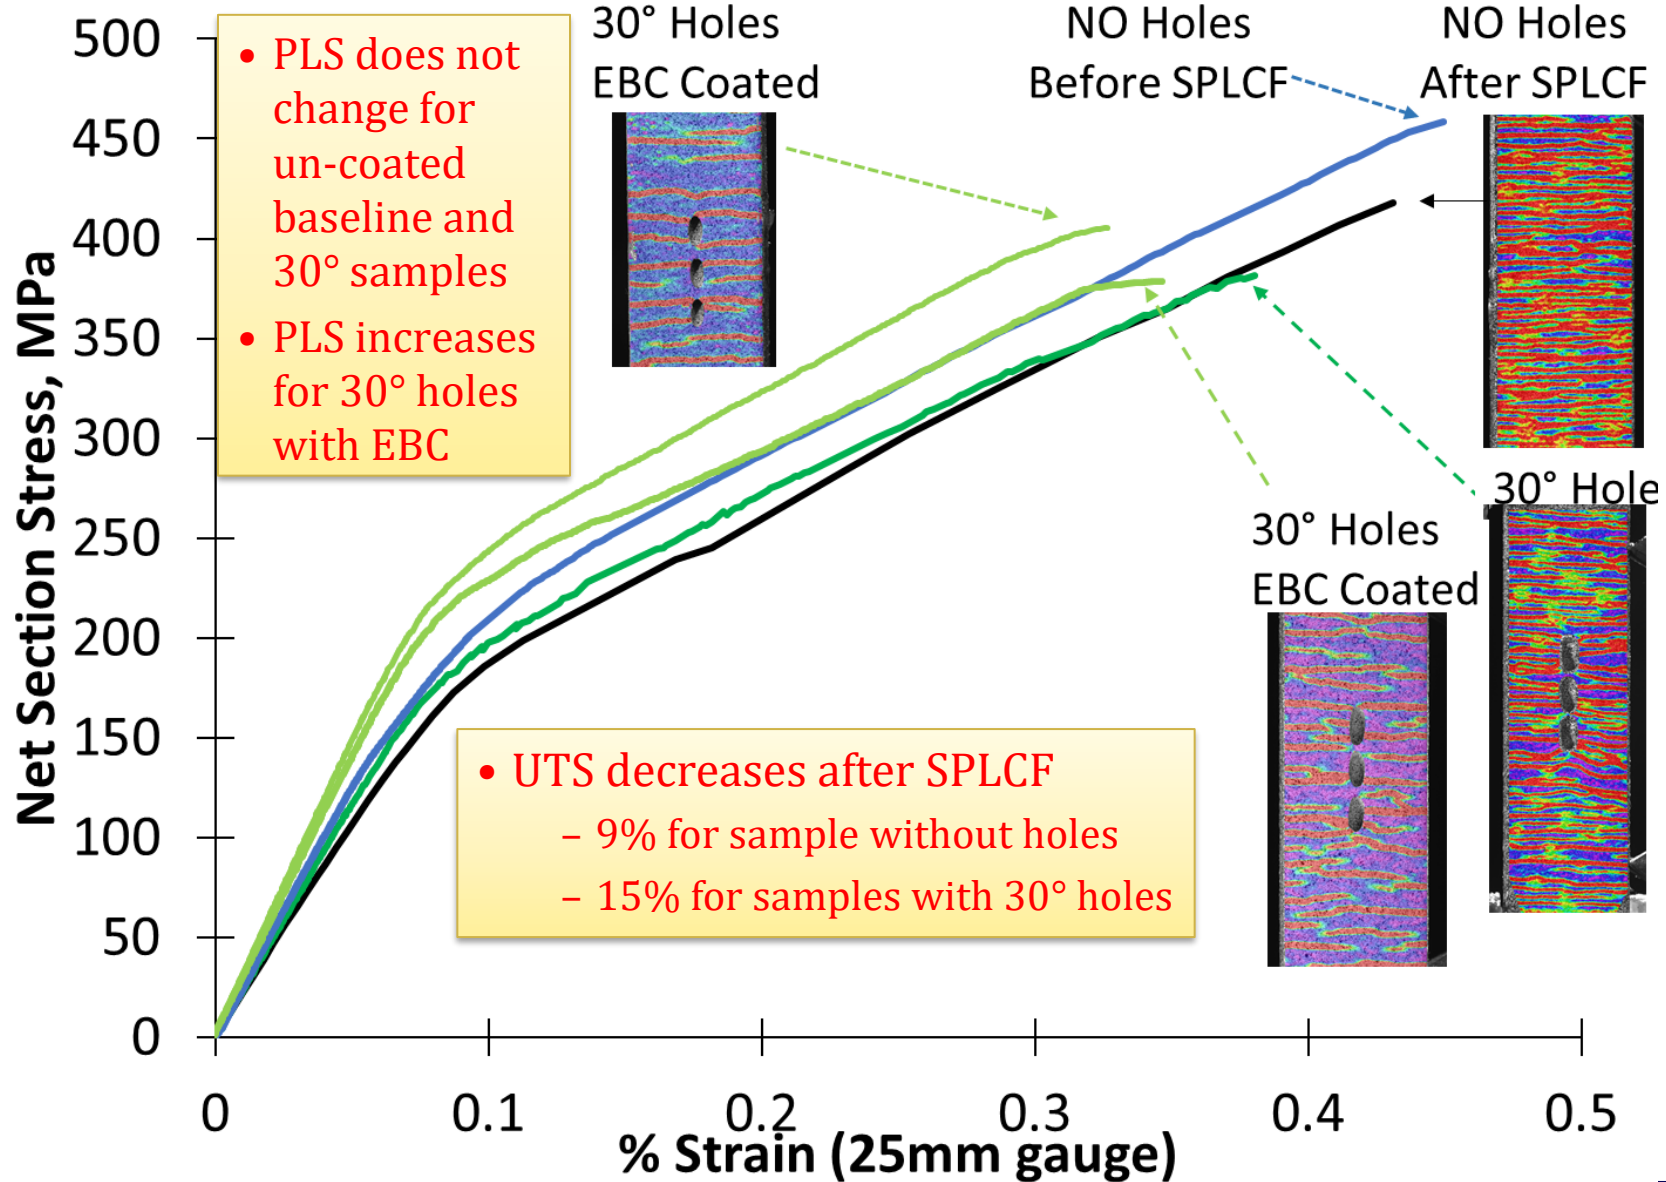 500
450
400
350
300
250
200
150
100
50
0
Net Section Stress, MPa
• PLS does not
change for
un-coated
baseline and
30° samples
• PLS increases
for 30° holes
with EBC
30° Holes
EBC Coated
NO Holes
Before SPLCF
NO Holes
After SPLCF
30° Hole
30° Holes
EBC Coated
• UTS decreases after SPLCF
– 9% for sample without holes
– 15% for samples with 30° holes
0 0.1 0.2 0.3 0.4 0.5
% Strain (25mm gauge)